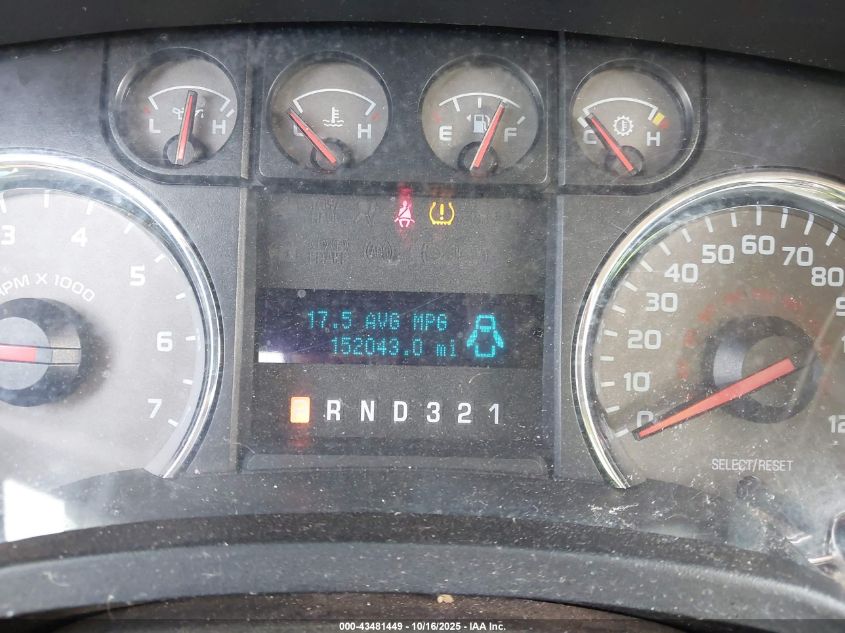 L H
C H
E F
C H
3 4 5 6 7
RPM X 1000
0 10 20 30 40 50 60 70 80
17.5 AVG MPG
152043.0 mi
R N D 3 2 1
SELECT/RESET
000-43481449 - 10/16/2025 - IAA Inc.